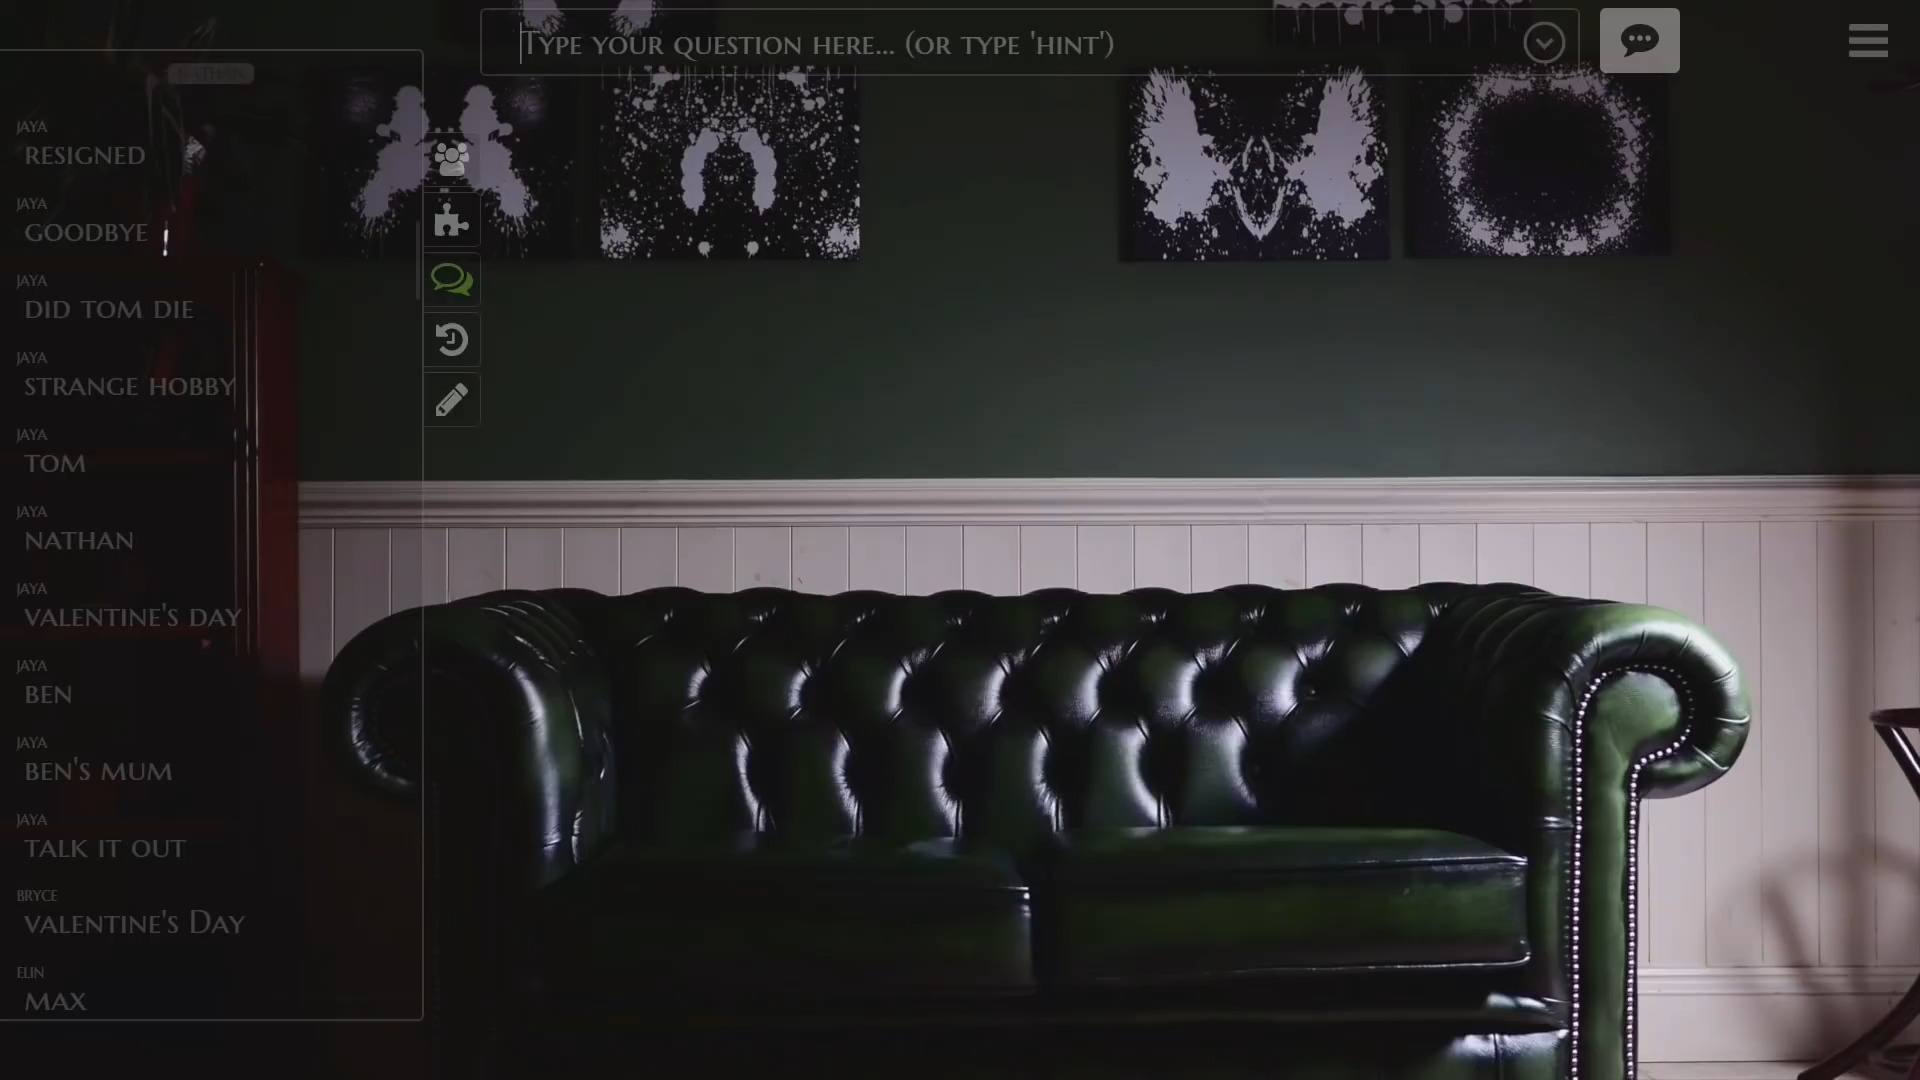 Type your question here... (or type 'hint')
NATHAN
JAYA
RESIGNED
JAYA
GOODBYE
JAYA
DID TOM DIE
JAYA
STRANGE HOBBY
JAYA
TOM
JAYA
NATHAN
JAYA
VALENTINE'S DAY
JAYA
BEN
JAYA
BEN'S MUM
JAYA
TALK IT OUT
BRYCE
VALENTINE'S DAY
ELIN
MAX